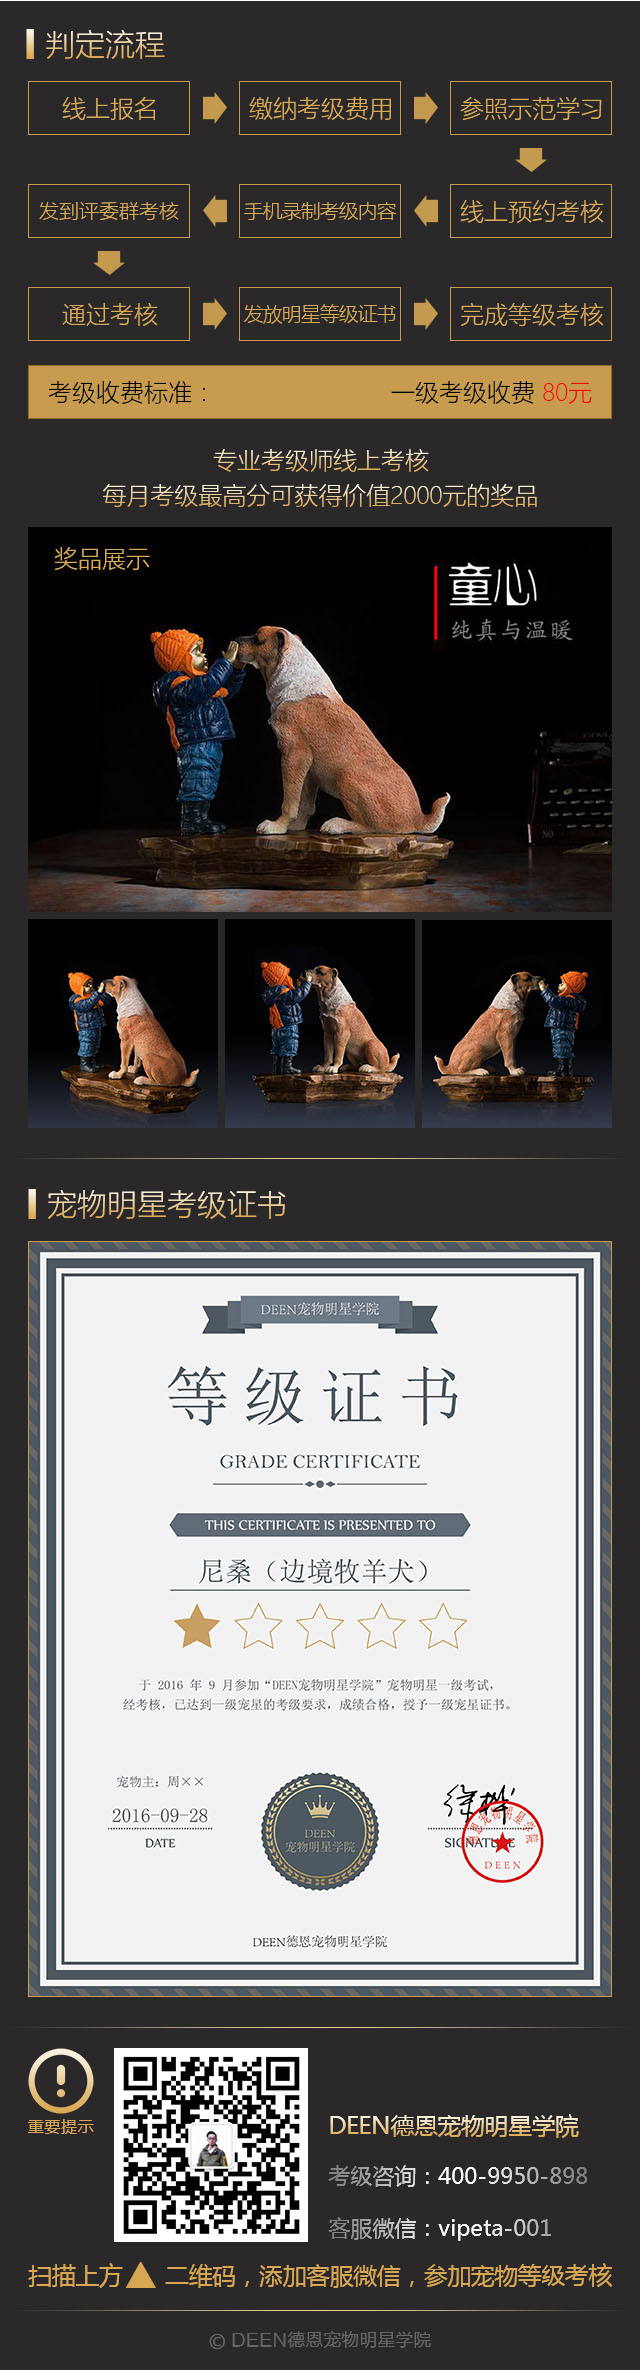 判定流程
线上报名
缴纳考级费用
参照示范学习
发到评委群考核
手机录制考级内容
线上预约考核
通过考核
发放明星等级证书
完成等级考核
考级收费标准：
一级考级收费 80元
专业考级师线上考核
每月考级最高分可获得价值2000元的奖品
奖品展示
童心
纯真与温暖
NO
宠物明星考级证书
DEEN宠物明星学院
等级证书
GRADE CERTIFICATE
THIS CERTIFICATE IS PRESENTED TO
尼桑（边境牧羊犬）
于 2016 年 9 月参加“DEEN宠物明星学院”宠物明星一级考试，
经考核，已达到一级宠星的考级要求，成绩合格，授予一级宠星证书。
宠物主：周××
2016-09-28
DATE
DEEN
宠物明星学院
SIGNATURE
德恩宠物明星学院
DEEN
DEEN德恩宠物明星学院
重要提示
DEEN德恩宠物明星学院
考级咨询：400-9950-898
客服微信：vipeta-001
扫描上方 二维码，添加客服微信，参加宠物等级考核
© DEEN德恩宠物明星学院